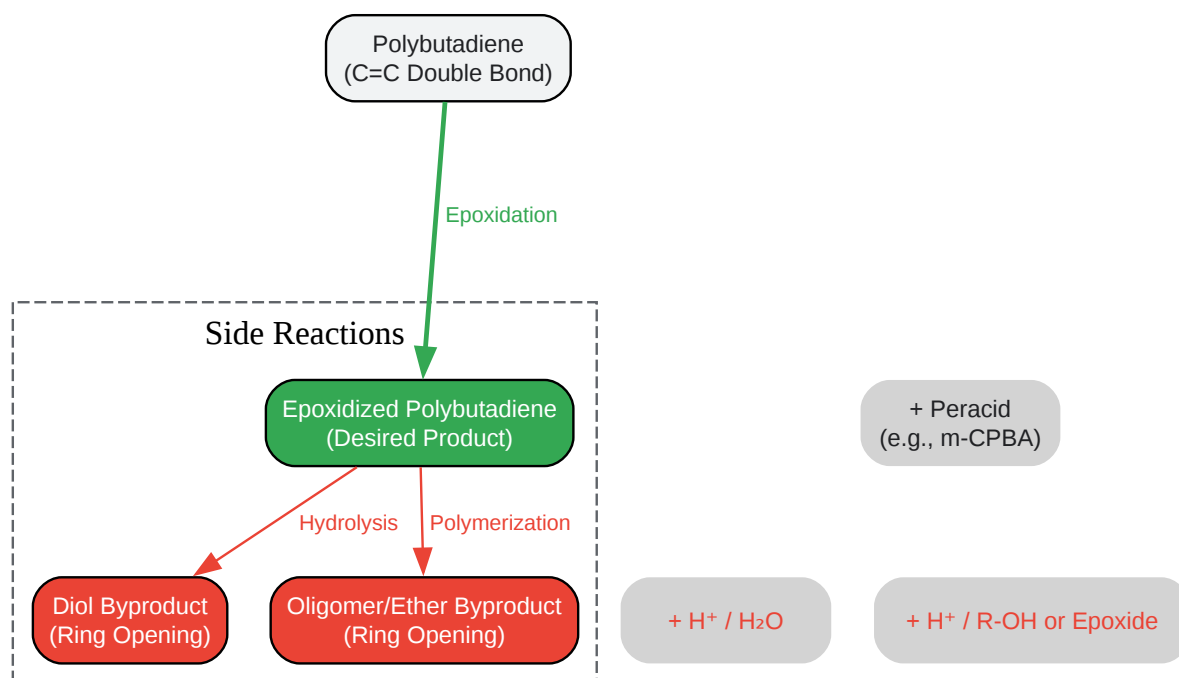 Polybutadiene
(C=C Double Bond)
Epoxidation
Side Reactions
Epoxidized Polybutadiene
(Desired Product)
+ Peracid
(e.g., m-CPBA)
Hydrolysis
Polymerization
Diol Byproduct
(Ring Opening)
Oligomer/Ether Byproduct
(Ring Opening)
+ H⁺ / H₂O
+ H⁺ / R-OH or Epoxide